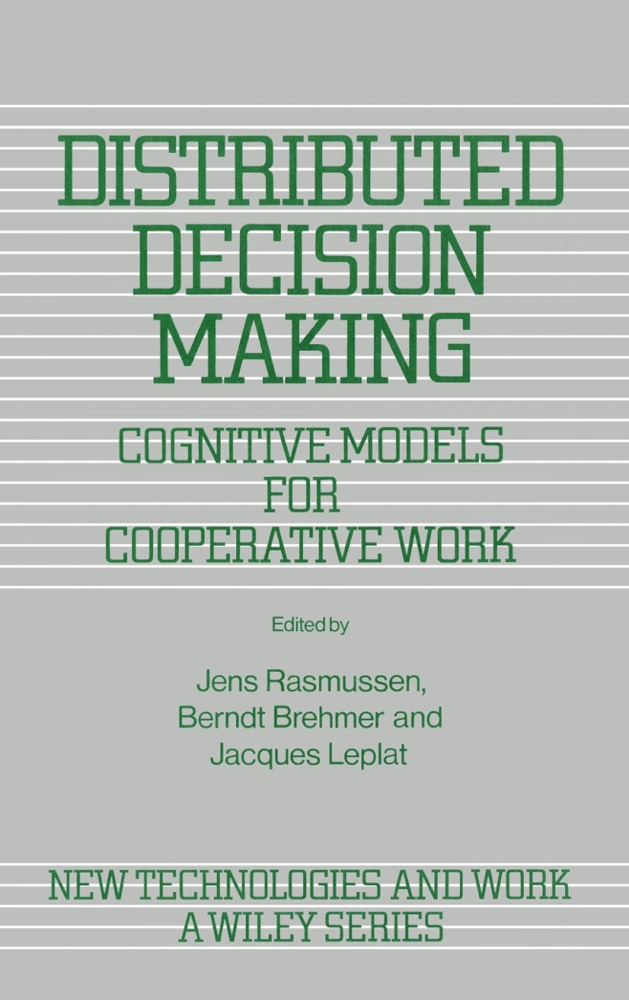 DISTRIBUTED
DECISION
MAKING
COGNITIVE MODELS
FOR
COOPERATIVE WORK
Edited by
Jens Rasmussen,
Berndt Brehmer and
Jacques Leplat
NEW TECHNOLOGIES AND WORK
A WILEY SERIES